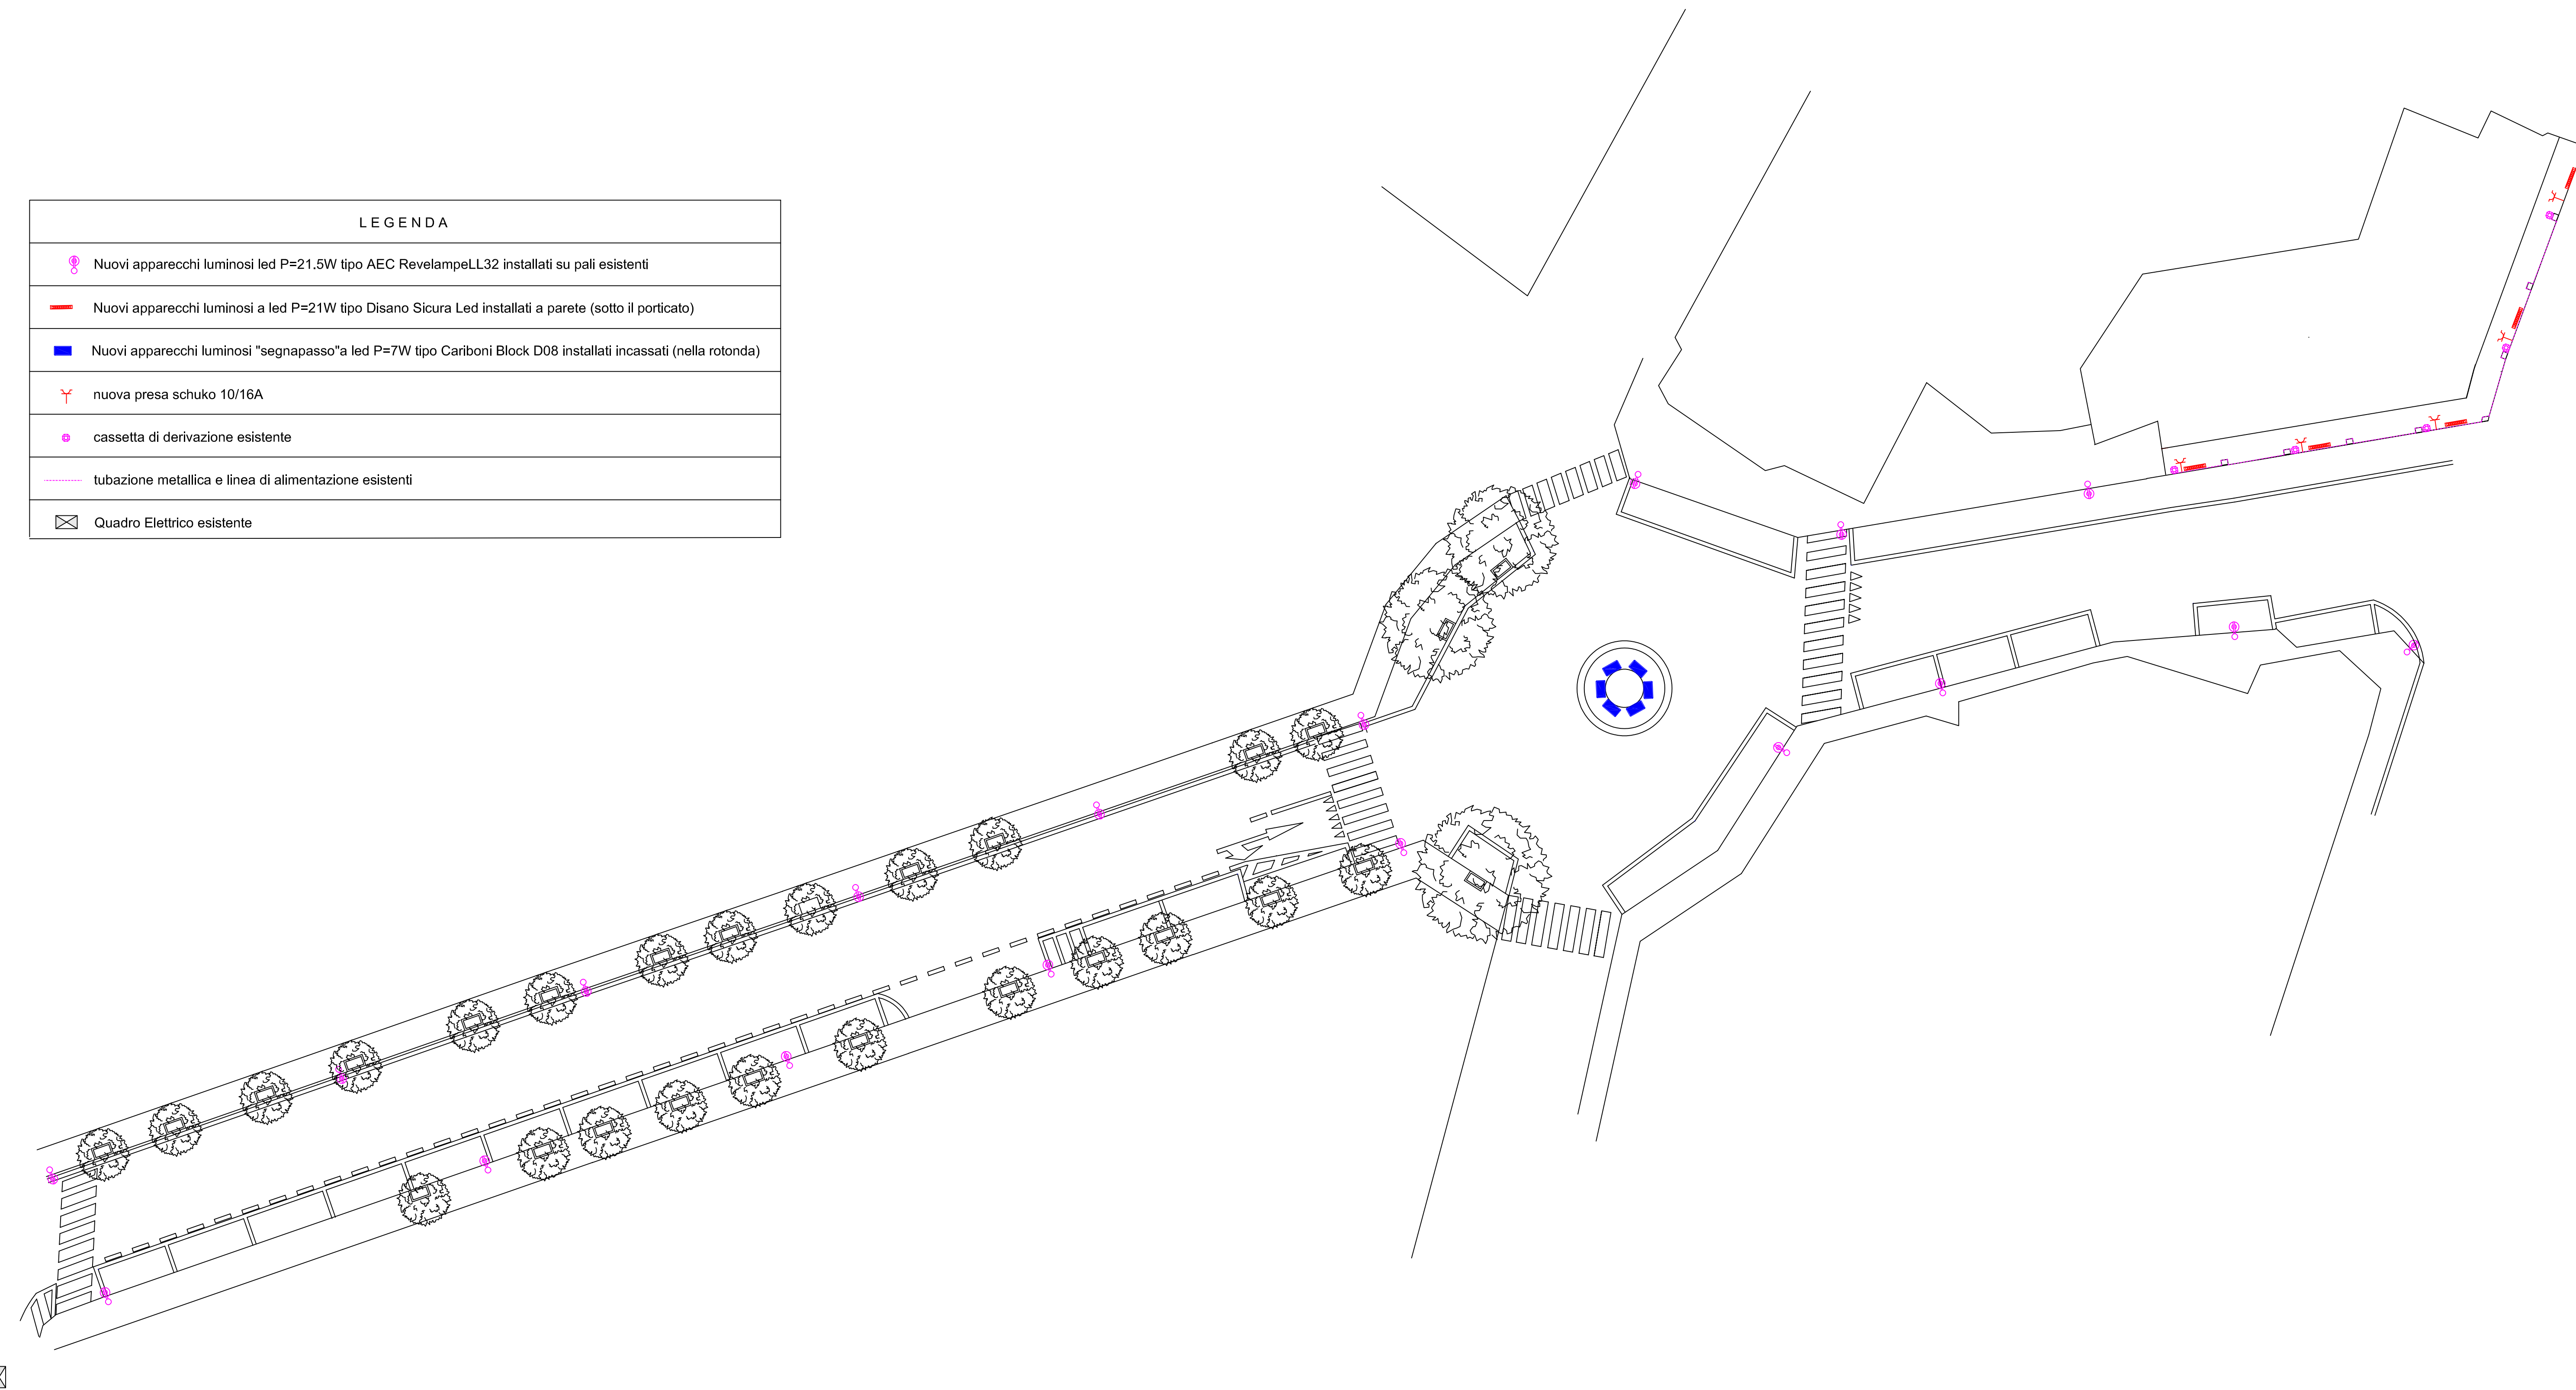 L E G E N D A
Nuovi apparecchi luminosi led P=21.5W tipo AEC RevelampeLL32 installati su pali esistenti
Nuovi apparecchi luminosi a led P=21W tipo Disano Sicura Led installati a parete (sotto il porticato)
Nuovi apparecchi luminosi "segnapasso"a led P=7W tipo Cariboni Block D08 installati incassati (nella rotonda)
nuova presa schuko 10/16A
cassetta di derivazione esistente
tubazione metallica e linea di alimentazione esistenti
Quadro Elettrico esistente